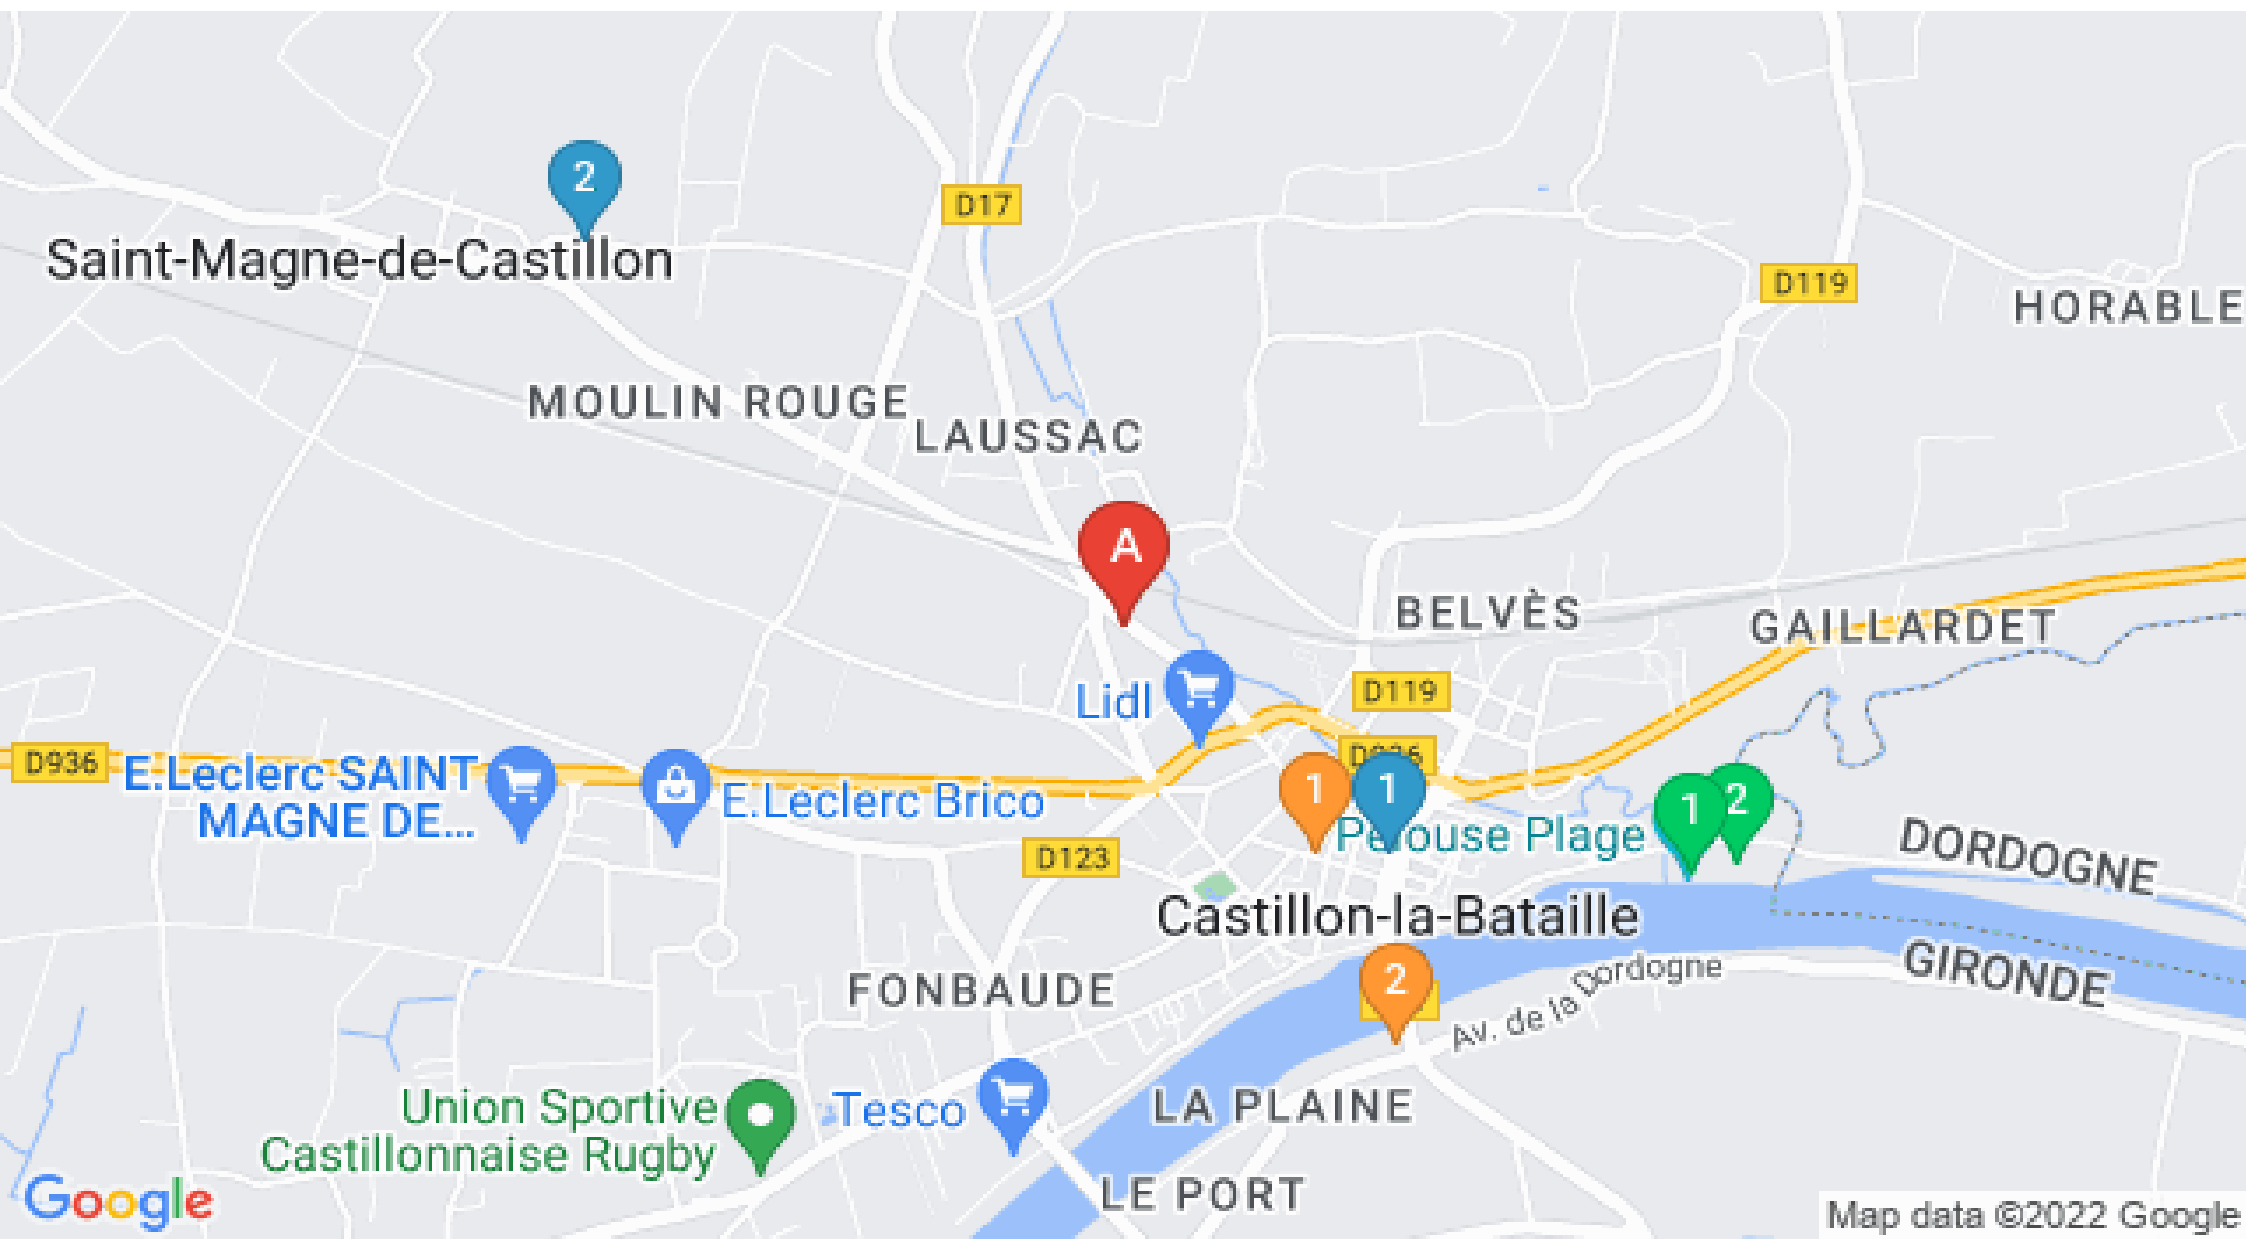 2
D17
Saint-Magne-de-Castillon
D119
HORABLE
MOULIN ROUGE
LAUSSAC
A
BELVÈS
GAILLARDET
D119
Lidl
D936
E.Leclerc SAINT
MAGNE DE...
E.Leclerc Brico
1
1
1
2
Pelouse Plage
D123
DORDOGNE
Castillon-la-Bataille
GIRONDE
2
Av. de la Dordogne
FONBAUDE
Union Sportive
Castillonnaise Rugby
Tesco
LA PLAINE
LE PORT
Google
Map data ©2022 Google